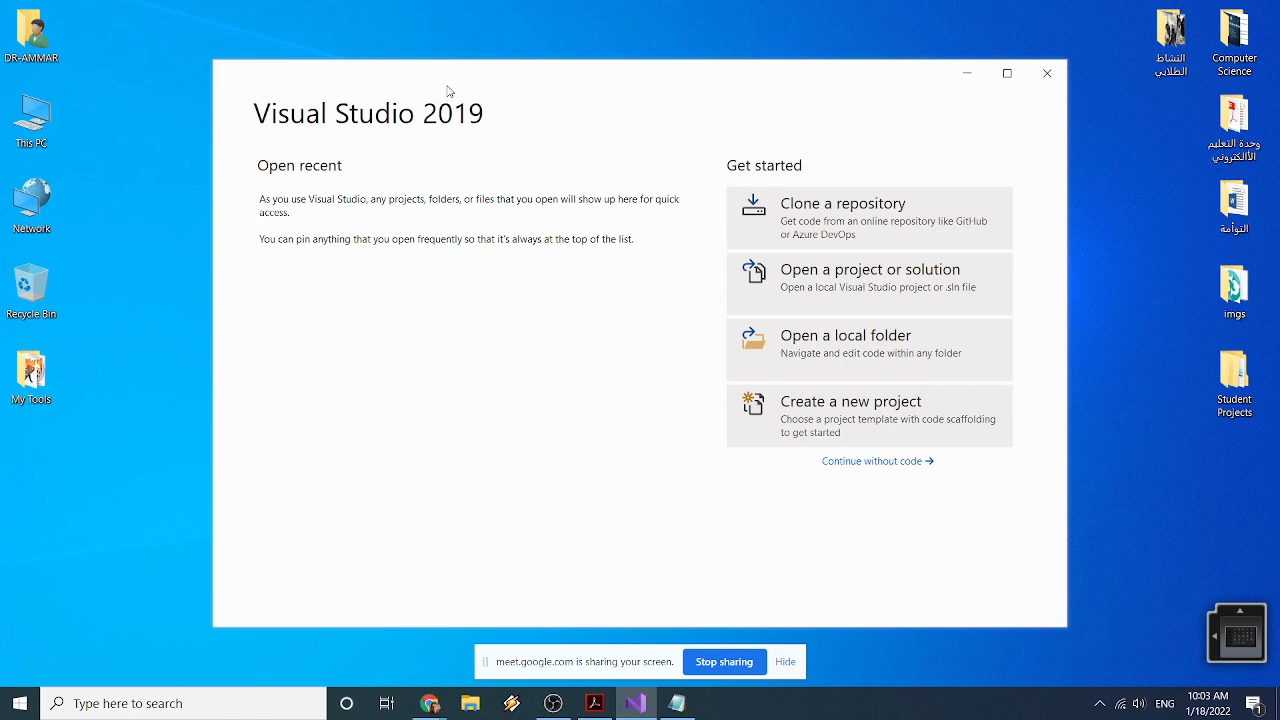 DR-AMMAR
This PC
Network
Recycle Bin
My Tools
Visual Studio 2019
Open recent
As you use Visual Studio, any projects, folders, or files that you open will show up here for quick
access.
You can pin anything that you open frequently so that it's always at the top of the list.
Get started
Clone a repository
Get code from an online repository like GitHub
or Azure DevOps
Open a project or solution
Open a local Visual Studio project or .sln file
Open a local folder
Navigate and edit code within any folder
Create a new project
Choose a project template with code scaffolding
to get started
Continue without code →
النشاط
الطلابي
Computer
Science
وحدة التعليم
الألكتروني
التوأمة
imgs
Student
Projects
meet.google.com is sharing your screen.
Stop sharing
Hide
Type here to search
ENG
10:03 AM
1/18/2022
1